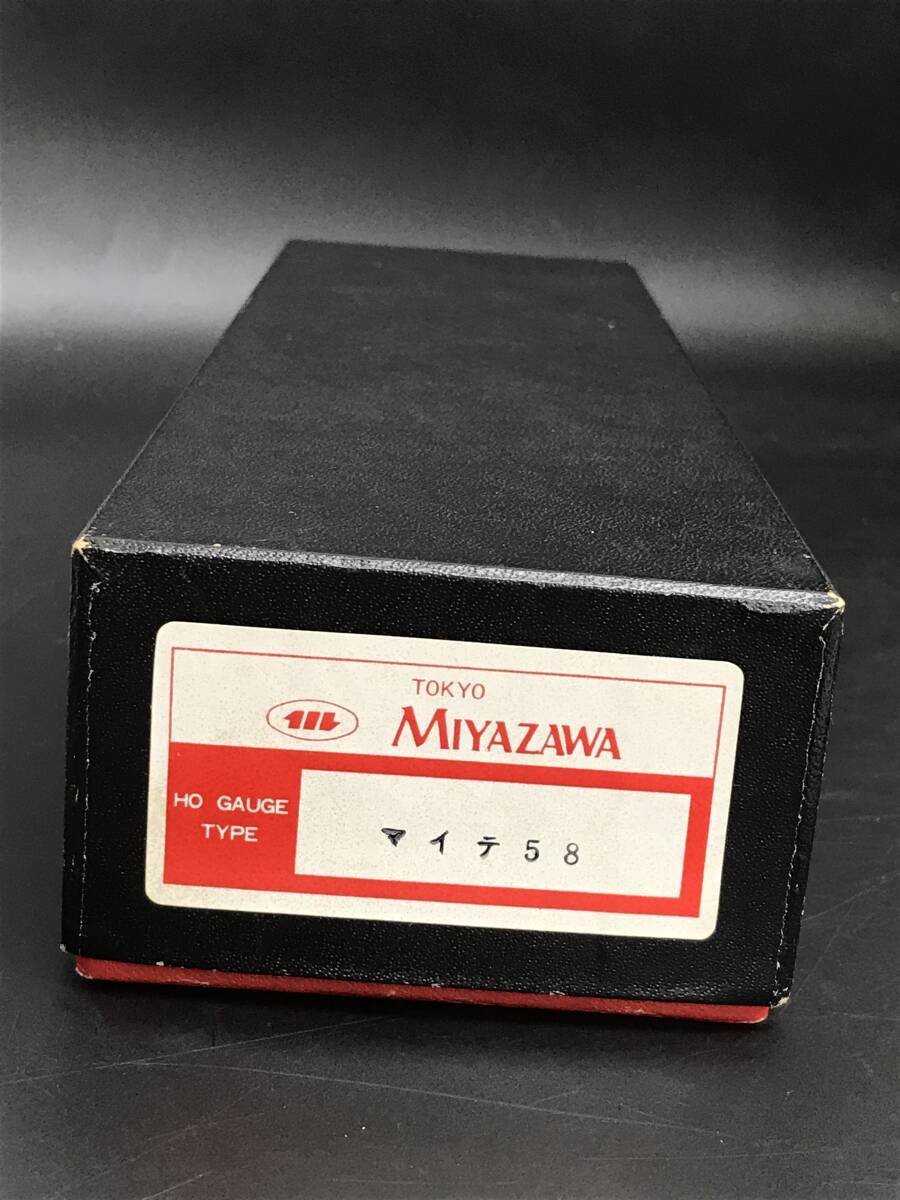 TOKYO
MIYAZAWA
HO GAUGE
TYPE
マイテ58